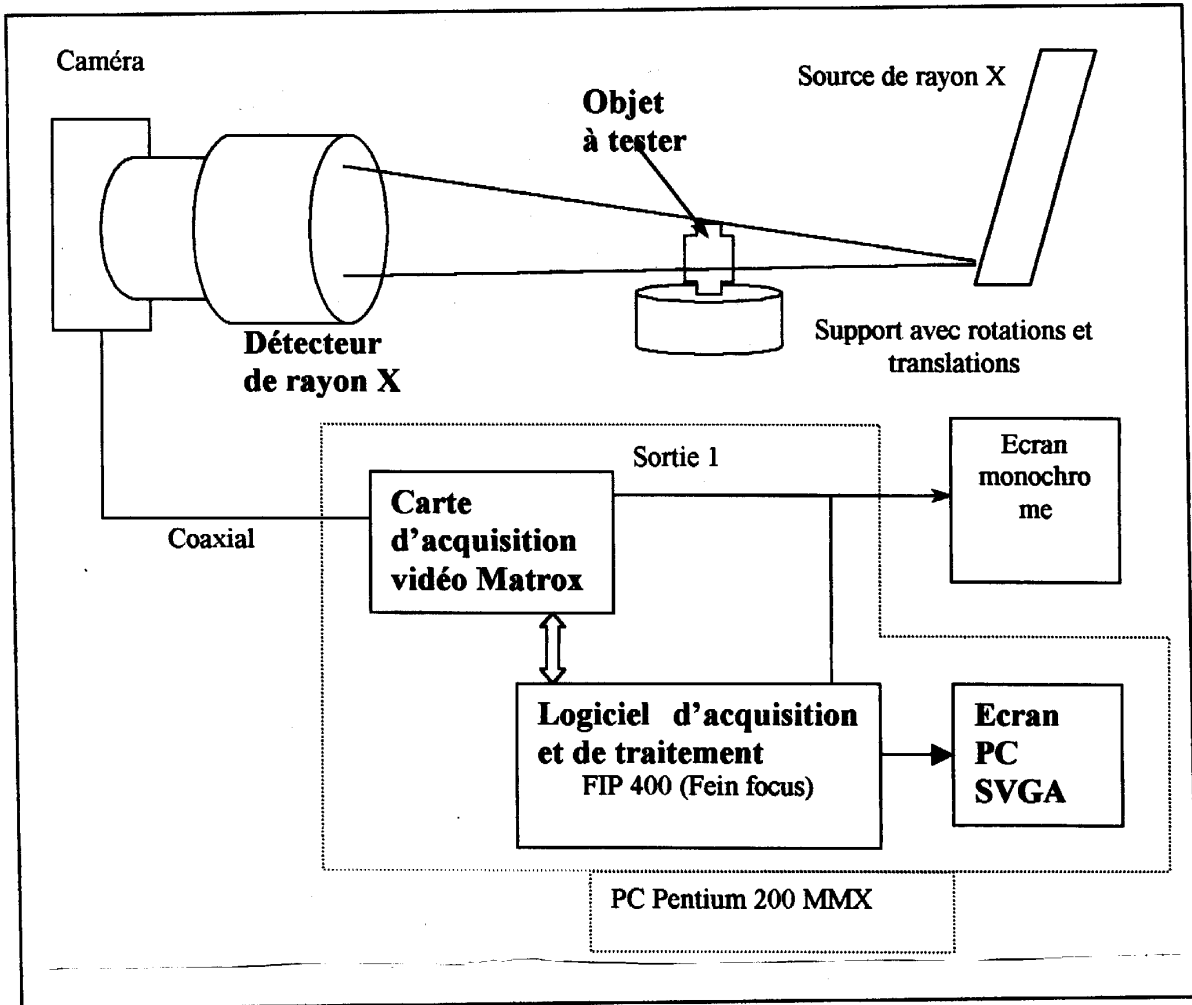 Caméra
Source de rayon X
Objet
à tester
Détecteur
de rayon X
Support avec rotations et
translations
Sortie 1
Ecran
monochro
me
Carte
d'acquisition
vidéo Matrox
Coaxial
Logiciel d'acquisition
et de traitement
FIP 400 (Fein focus)
Ecran
PC
SVGA
PC Pentium 200 MMX